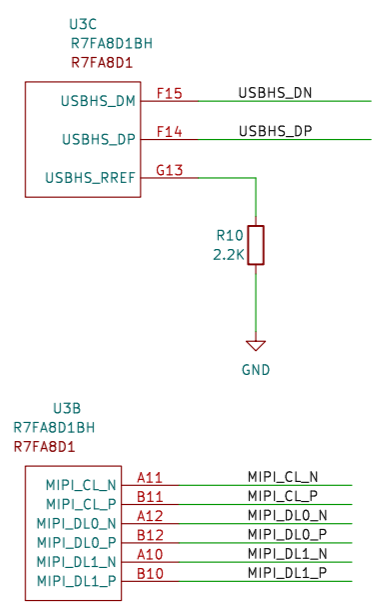 U3C
R7FA8D1BH
R7FA8D1
USBHS_DM F15 USBHS_DN
USBHS_DP F14 USBHS_DP
USBHS_RREF G13
R10
2.2K
GND
U3B
R7FA8D1BH
R7FA8D1
MIPI_CL_N A11 MIPI_CL_N
MIPI_CL_P B11 MIPI_CL_P
MIPI_DL0_N A12 MIPI_DL0_N
MIPI_DL0_P B12 MIPI_DL0_P
MIPI_DL1_N A10 MIPI_DL1_N
MIPI_DL1_P B10 MIPI_DL1_P